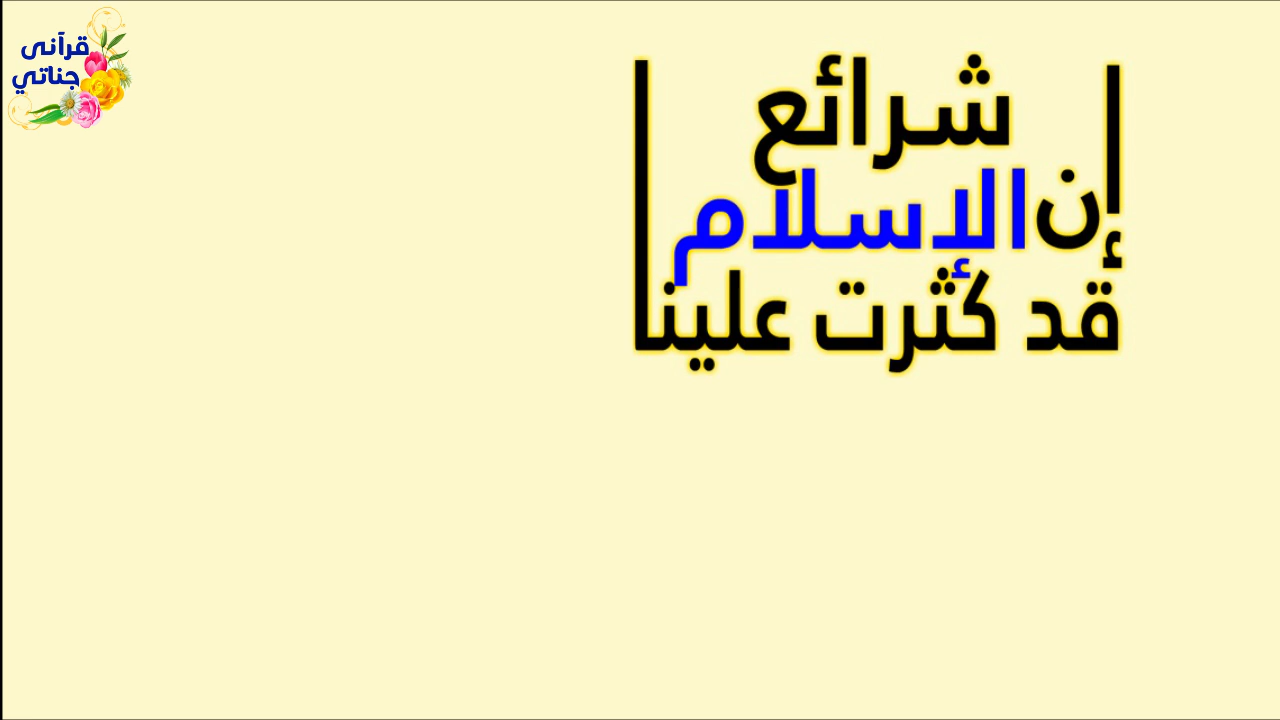 قرآنى
جناتي
إن شرائع
الإسلام
قد كثرت علينا